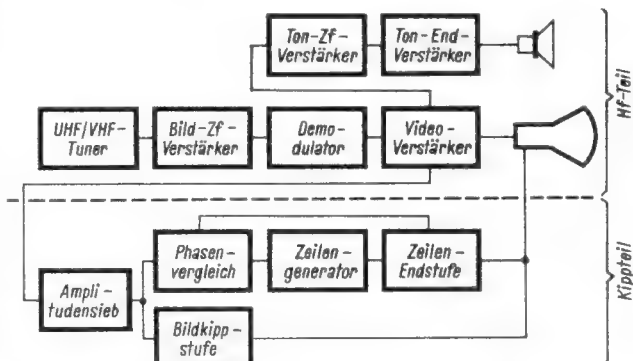 Ton-Zf-
Verstärker
Ton-End-
Verstärker
UHF/VHF-
Tuner
Bild-Zf-
Verstärker
Demo-
dulator
Video-
Verstärker
Hf-Teil
Phasen-
vergleich
Zeilen-
generator
Zeilen-
Endstufe
Ampli-
tudensieb
Bildkipp-
stufe
Kippteil